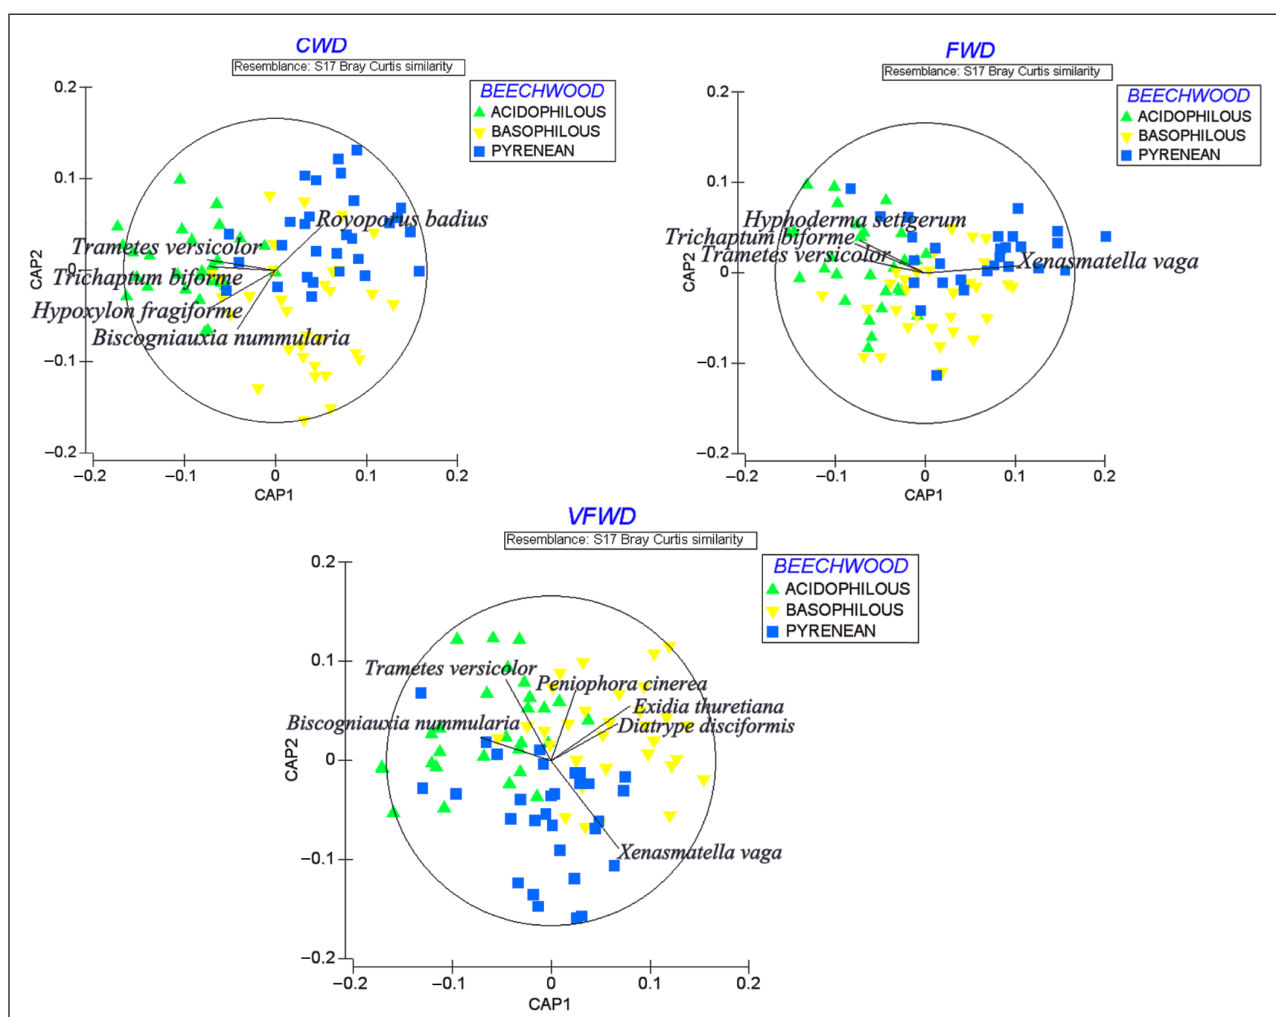 CWD
Resemblance: S17 Bray Curtis similarity
BEECHWOOD
ACIDOPHILOUS
BASOPHILOUS
PYRENEAN
0.2
0.1
0
−0.1
−0.2
CAP2
Royoporus badius
Trametes versicolor
Trichaptum biforme
Hypoxylon fragiforme
Biscogniauxia nummularia
−0.2 −0.1 0 0.1 0.2
CAP1
FWD
Resemblance: S17 Bray Curtis similarity
BEECHWOOD
ACIDOPHILOUS
BASOPHILOUS
PYRENEAN
0.2
0.1
0
−0.1
−0.2
CAP2
Hyphoderma setigerum
Trichaptum biforme
Trametes versicolor
Xenasmatella vaga
−0.2 −0.1 0 0.1 0.2
CAP1
VFWD
Resemblance: S17 Bray Curtis similarity
BEECHWOOD
ACIDOPHILOUS
BASOPHILOUS
PYRENEAN
0.2
0.1
0
−0.1
−0.2
CAP2
Trametes versicolor
Peniophora cinerea
Exidia thuretiana
Biscogniauxia nummularia
Diatrype disciformis
Xenasmatella vaga
−0.2 −0.1 0 0.1 0.2
CAP1